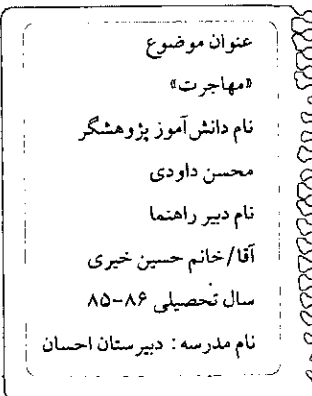 عنوان موضوع
«مهاجرت»
نام دانش‌آموز پژوهشگر
محسن داودی
نام دبیر راهنما
آقا/خانم حسین خیری
سال تحصیلی ۸۶-۸۵
نام مدرسه: دبیرستان احسان